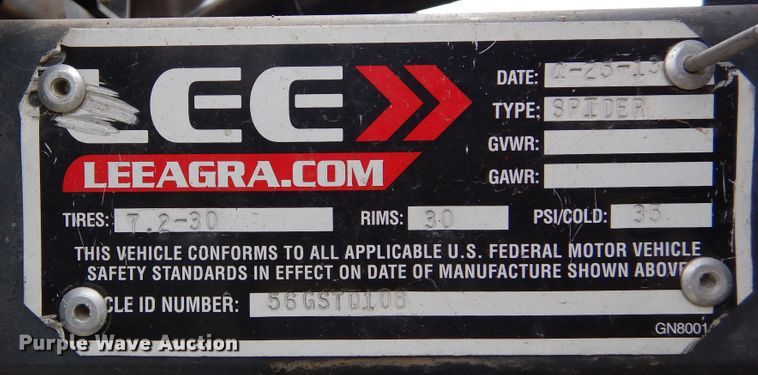 LEE
LEEAGRA.COM
DATE: 4-25-13
TYPE: SPIDER
GVWR:
GAWR:
TIRES: 7.2-30 RIMS: 30 PSI/COLD: 35
THIS VEHICLE CONFORMS TO ALL APPLICABLE U.S. FEDERAL MOTOR VEHICLE
SAFETY STANDARDS IN EFFECT ON DATE OF MANUFACTURE SHOWN ABOVE
CLE ID NUMBER: 56GSTD108
GN8001
Purple Wave Auction